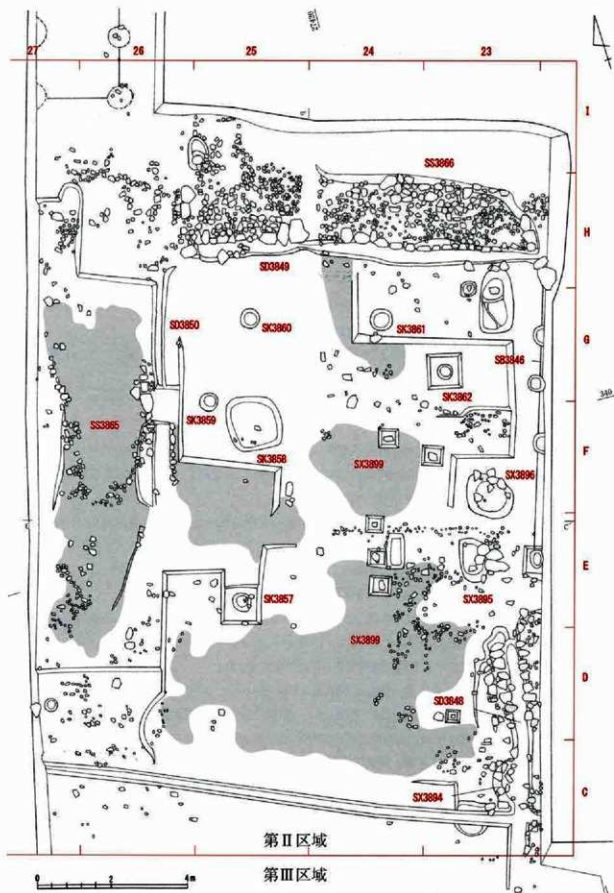 27 26 25 24 23
I
SS3866
H
SD3849
SD3850
SK3860
SK3861
G
SB3846
SK3862
SS3865
SK3859
SX3899
SX3896
F
SK3858
E
SK3857
SX3895
SX3899
D
SD3848
SX3894
C
第II区域
第III区域
0 2 4m